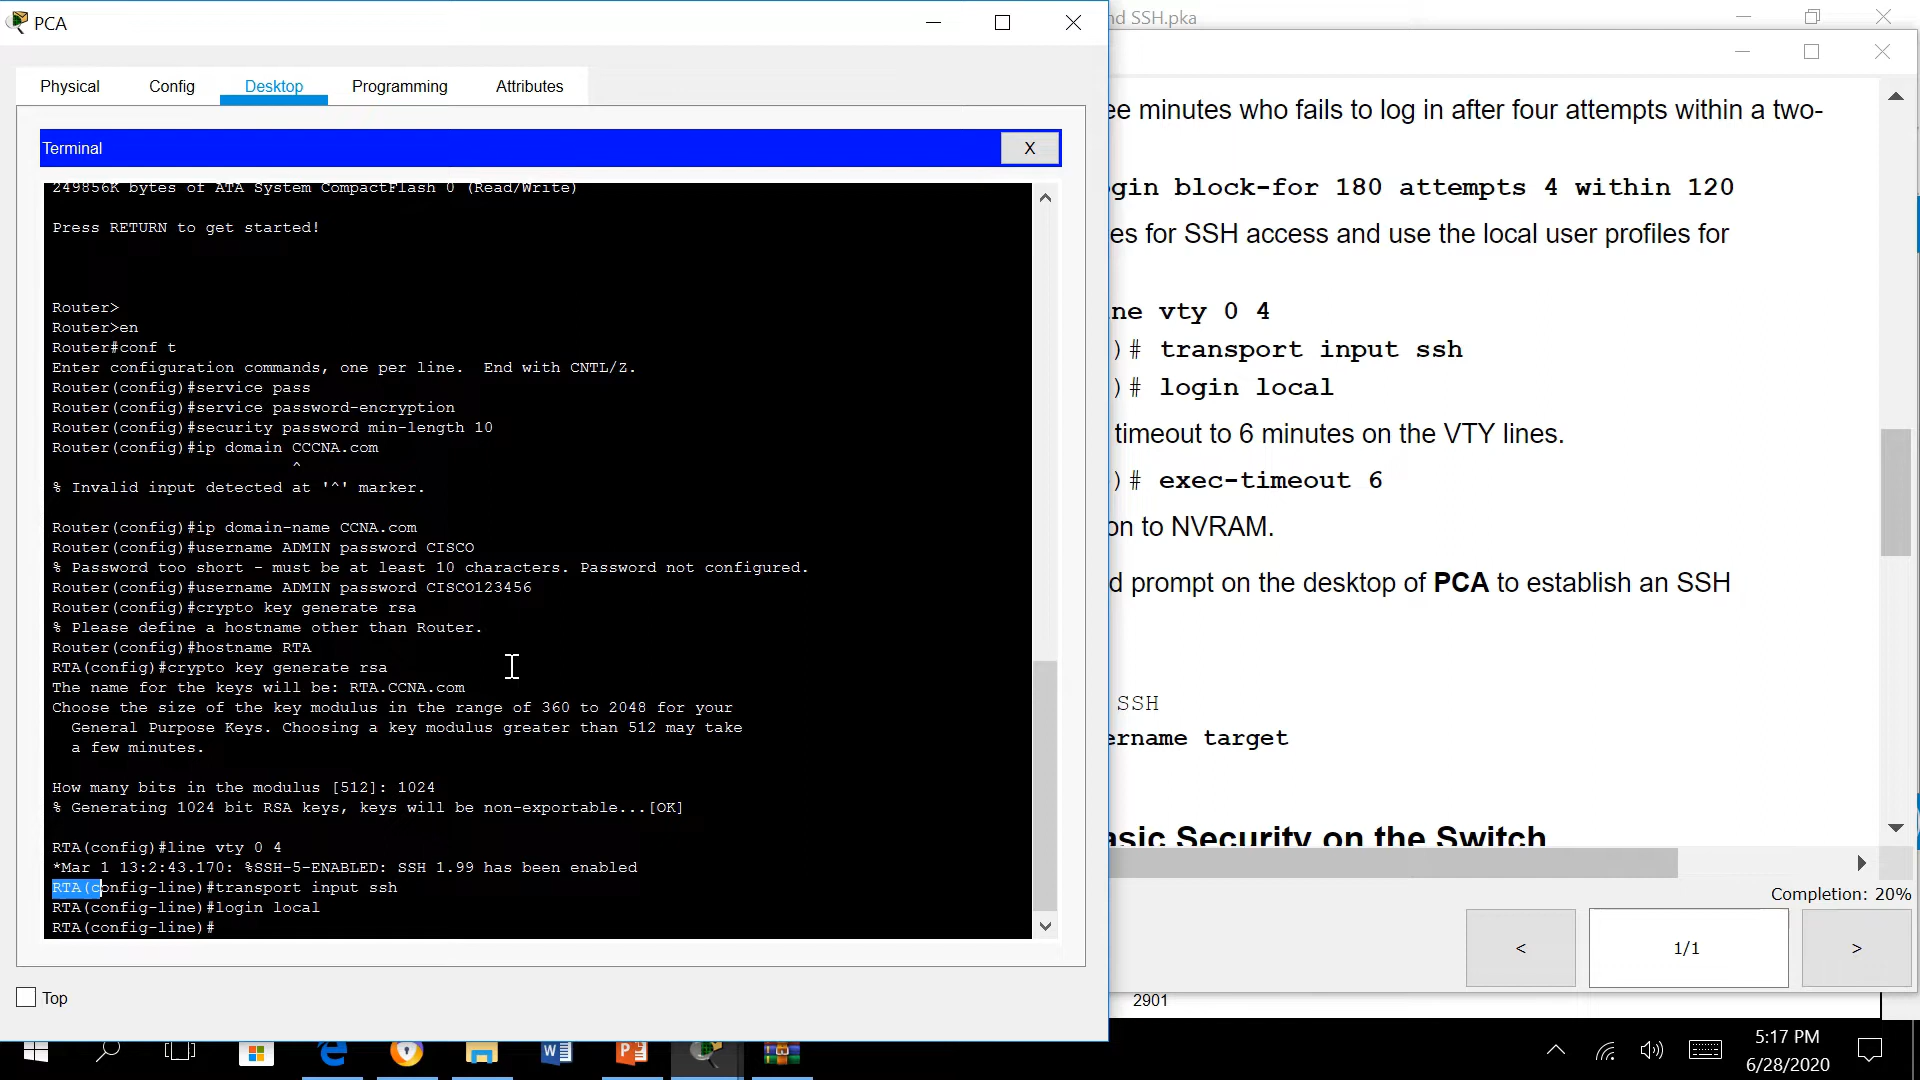 PCA
nd SSH.pka
Physical
Config
Desktop
Programming
Attributes
Terminal
X
249856K bytes of ATA System CompactFlash 0 (Read/Write)
Press RETURN to get started!
Router>
Router>en
Router#conf t
Enter configuration commands, one per line.  End with CNTL/Z.
Router(config)#service pass
Router(config)#service password-encryption
Router(config)#security password min-length 10
Router(config)#ip domain CCCNA.com
^
% Invalid input detected at '^' marker.
Router(config)#ip domain-name CCNA.com
Router(config)#username ADMIN password CISCO
% Password too short - must be at least 10 characters. Password not configured.
Router(config)#username ADMIN password CISCO123456
Router(config)#crypto key generate rsa
% Please define a hostname other than Router.
Router(config)#hostname RTA
RTA(config)#crypto key generate rsa
The name for the keys will be: RTA.CCNA.com
Choose the size of the key modulus in the range of 360 to 2048 for your
General Purpose Keys. Choosing a key modulus greater than 512 may take
a few minutes.
How many bits in the modulus [512]: 1024
% Generating 1024 bit RSA keys, keys will be non-exportable...[OK]
RTA(config)#line vty 0 4
*Mar 1 13:2:43.170: %SSH-5-ENABLED: SSH 1.99 has been enabled
RTA(config-line)#transport input ssh
RTA(config-line)#login local
RTA(config-line)#
Top
ee minutes who fails to log in after four attempts within a two-
gin block-for 180 attempts 4 within 120
es for SSH access and use the local user profiles for
ne vty 0 4
)# transport input ssh
)# login local
timeout to 6 minutes on the VTY lines.
)# exec-timeout 6
on to NVRAM.
d prompt on the desktop of PCA to establish an SSH
SSH
ername target
asic Security on the Switch
Completion: 20%
<
1/1
>
2901
5:17 PM
6/28/2020